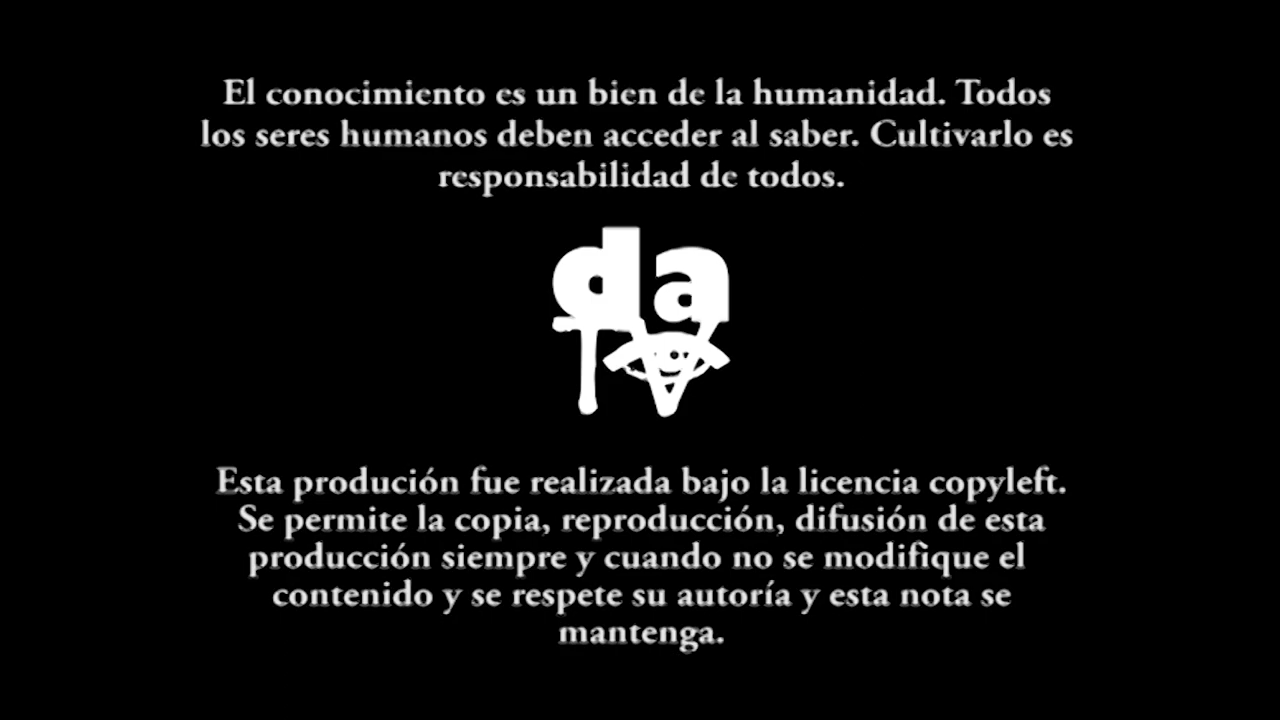 El conocimiento es un bien de la humanidad. Todos
los seres humanos deben acceder al saber. Cultivarlo es
responsabilidad de todos.
da
TV
Esta produción fue realizada bajo la licencia copyleft.
Se permite la copia, reproducción, difusión de esta
producción siempre y cuando no se modifique el
contenido y se respete su autoría y esta nota se
mantenga.